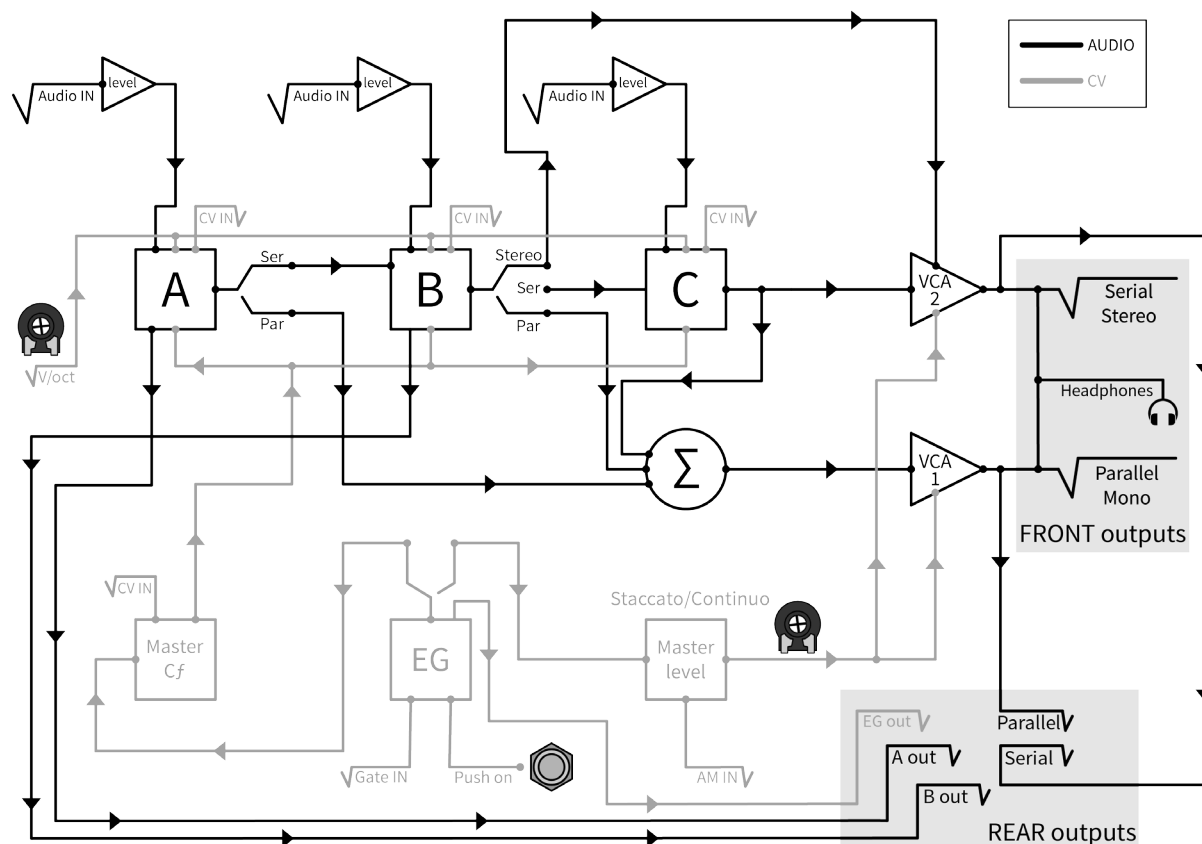 AUDIO
CV
level
level
level
Audio IN
Audio IN
Audio IN
CV IN
CV IN
CV IN
A
Ser
Par
B
Stereo
Ser
Par
C
VCA
2
Serial
Stereo
V/oct
Headphones
Σ
VCA
1
Parallel
Mono
FRONT outputs
CV IN
Master
Cƒ
EG
Staccato/Continuo
Master
level
Gate IN
Push on
AM IN
EG out
Parallel
A out
Serial
B out
REAR outputs